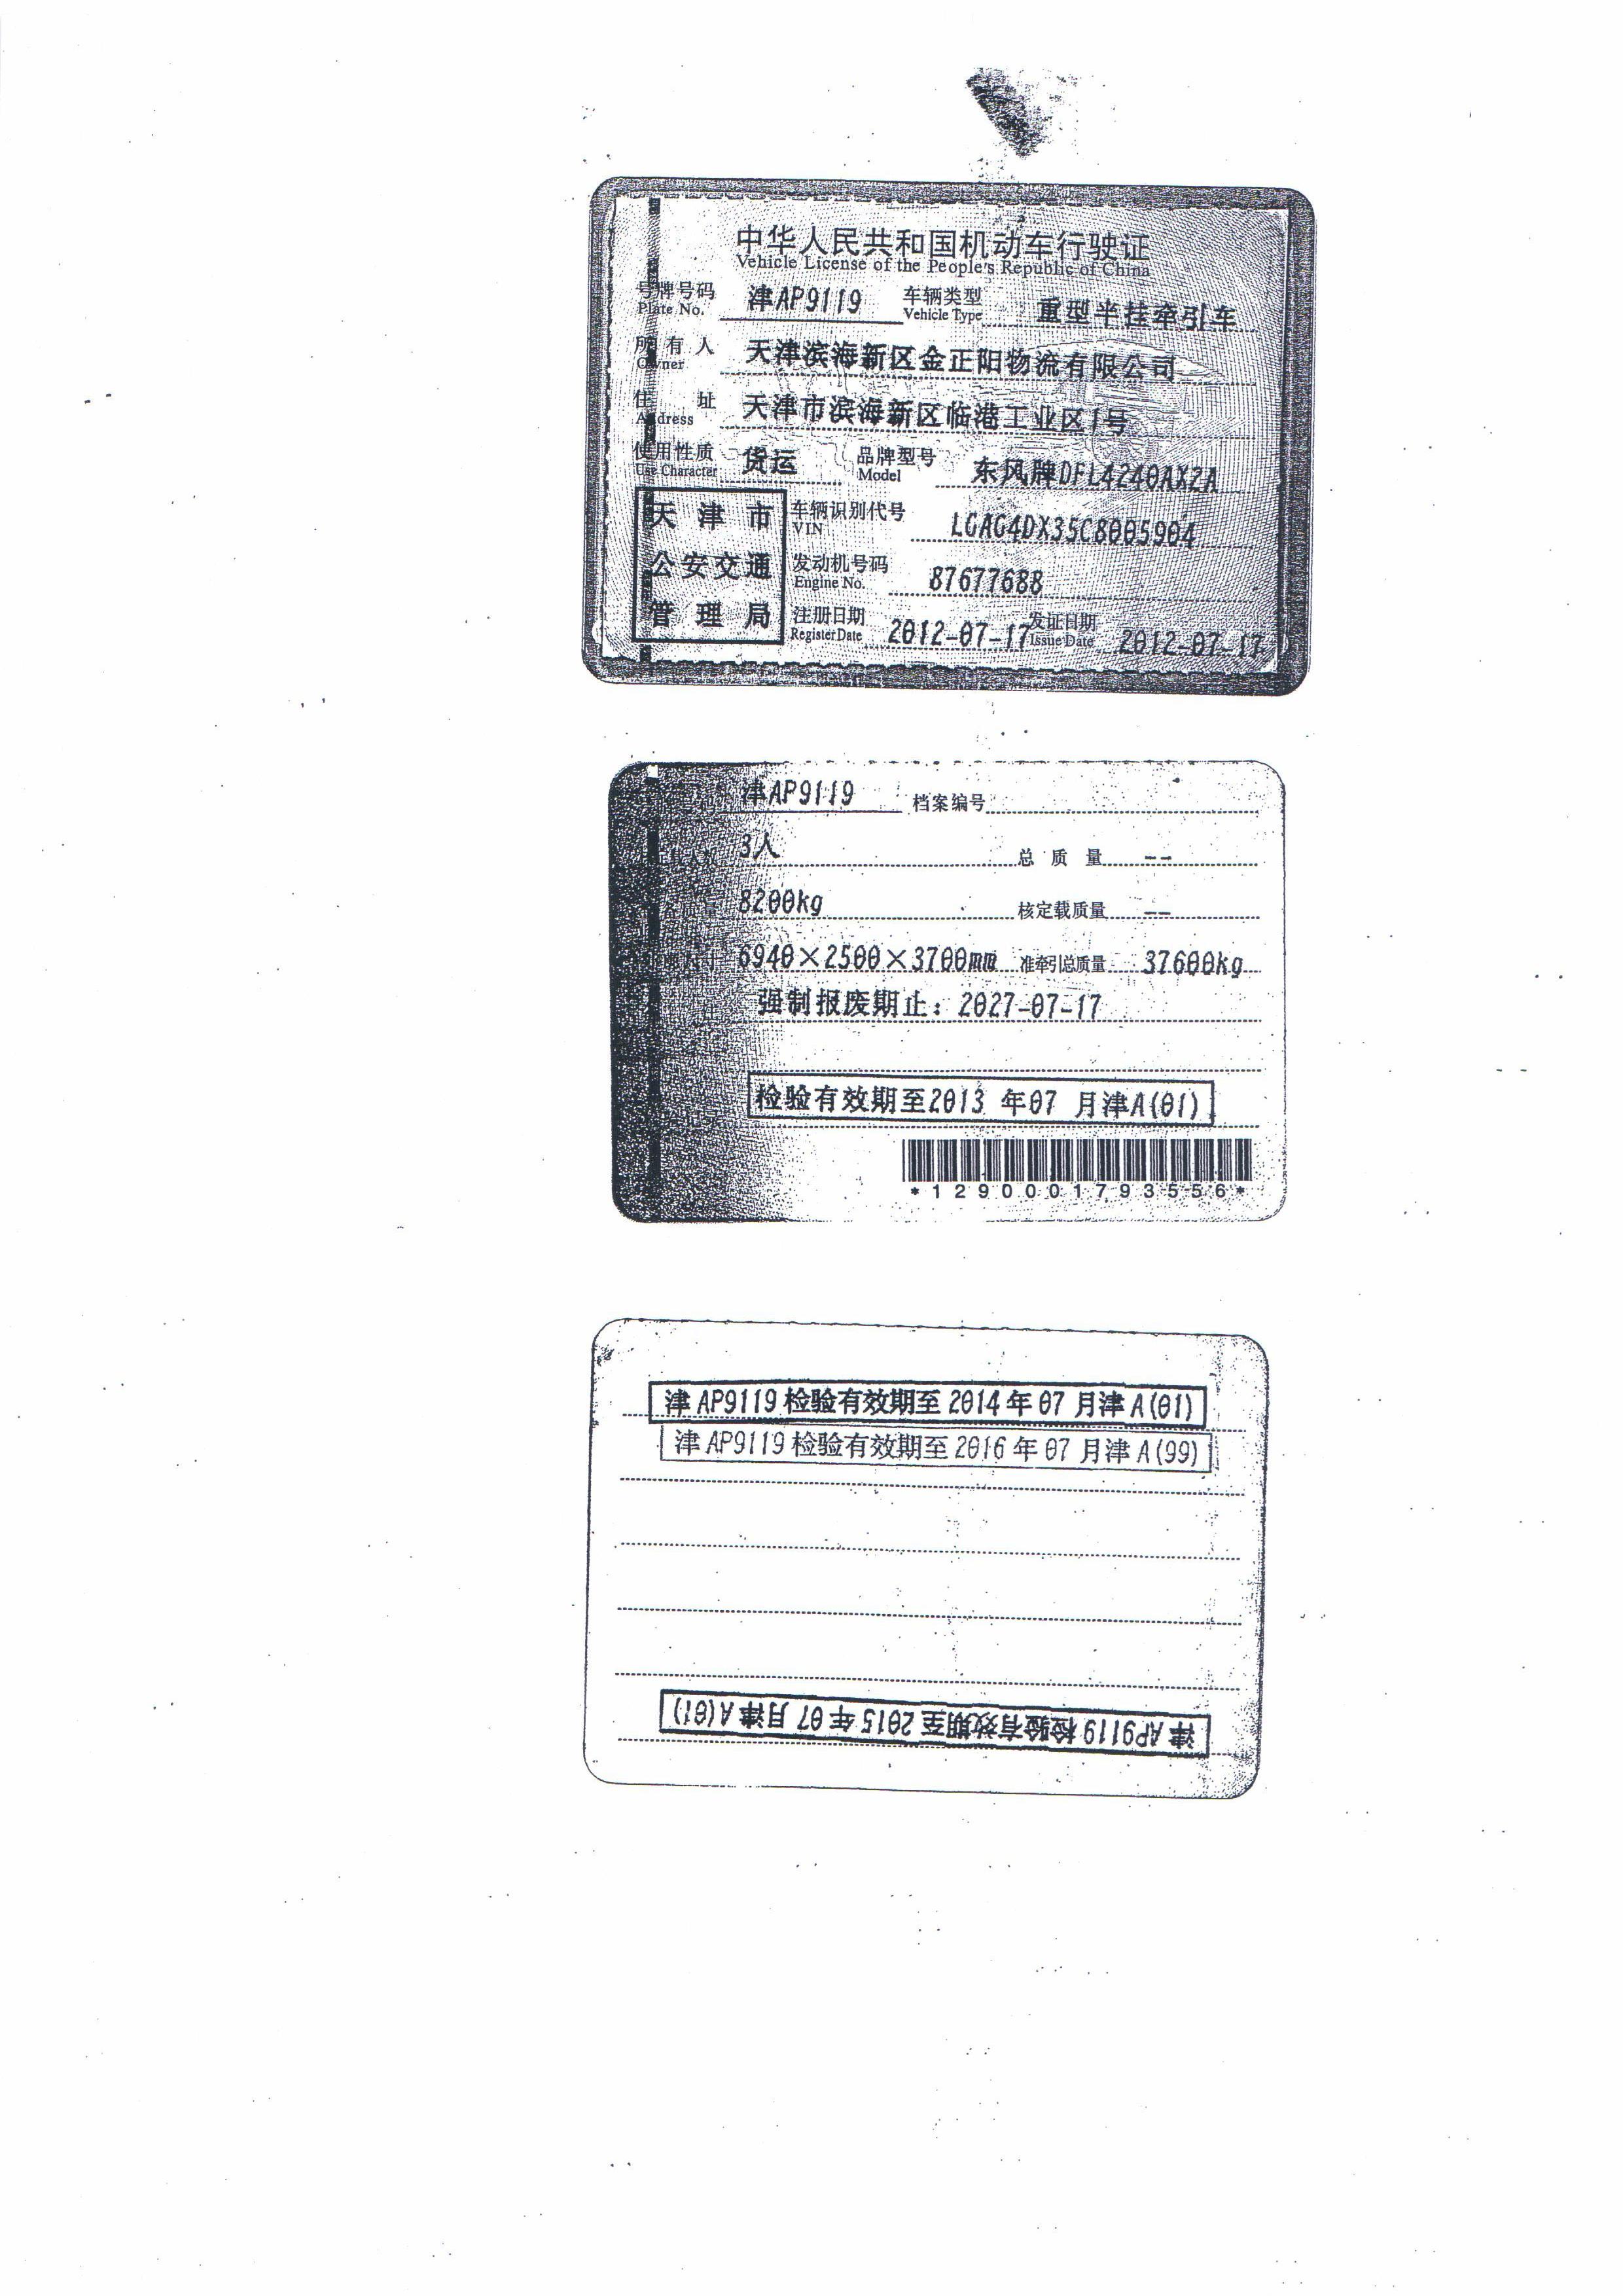 中华人民共和国机动车行驶证
Vehicle License of the People's Republic of China
号牌号码 津AP9119 车辆类型 重型半挂牵引车
Plate No. Vehicle Type
所有人 天津滨海新区金正阳物流有限公司
Owner
住址 天津市滨海新区临港工业区1号
Address
使用性质 货运 品牌型号 东风牌DFL4240AX2A
Use Character Model
天津市
公安交通
管理局
车辆识别代号 LGAG4DX35C8005904
VIN
发动机号码 87677688
Engine No.
注册日期 2012-07-17 发证日期 2012-07-17
Register Date Issue Date
津AP9119 档案编号
3人 总质量 --
8200kg 核定载质量 --
6940×2500×3700mm 准牵引总质量 37600kg
强制报废期止：2027-07-17
检验有效期至2013 年07 月津A(01)
*1290001793556*
津AP9119检验有效期至2014年07月津A(01)
津AP9119检验有效期至2016年07月津A(99)
津AP9119检验有效期至2015年07月津A(01)